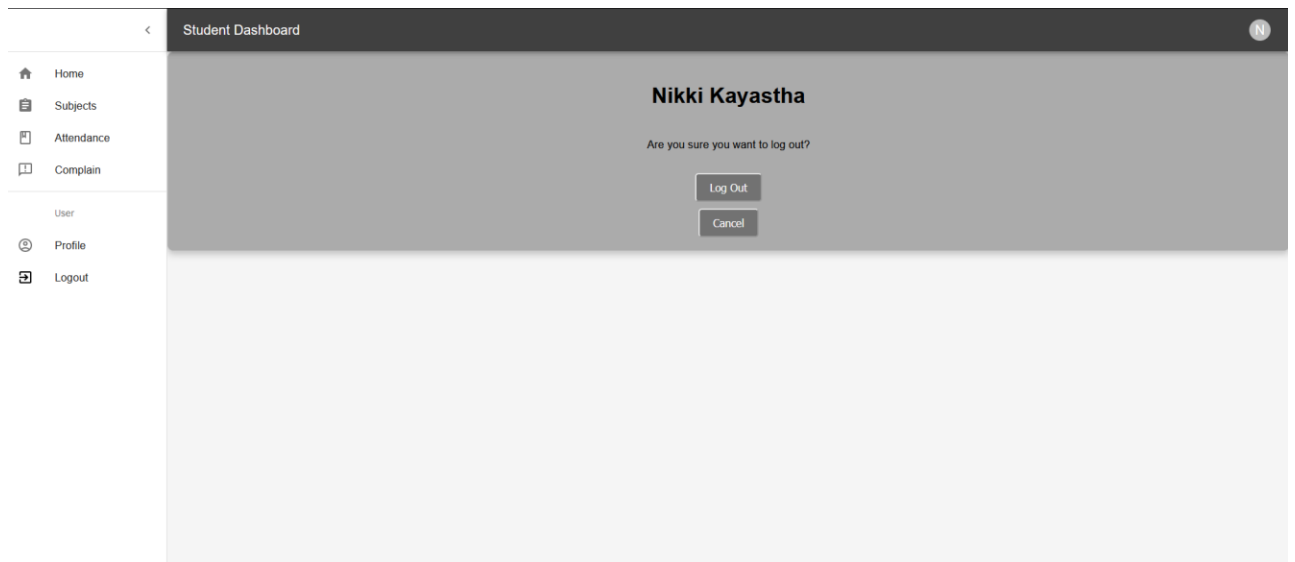 Student Dashboard
N
Home
Subjects
Attendance
Complain
User
Profile
Logout
Nikki Kayastha
Are you sure you want to log out?
Log Out
Cancel